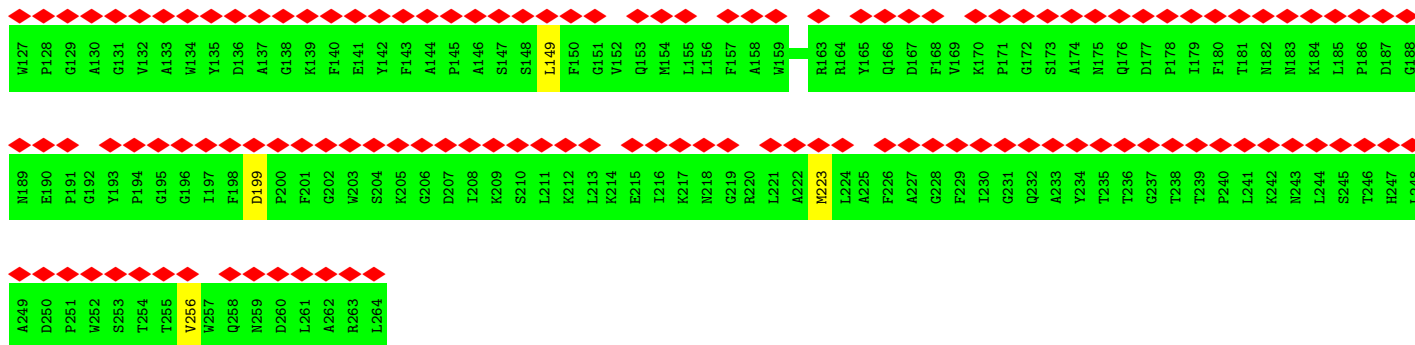 W127 P128 G129 A130 G131 V132 A133 W134 Y135 D136 A137 G138 K139 F140 E141 Y142 F143 A144 P145 A146 S147 S148 L149 F150 G151 V152 Q153 M154 L155 L156 F157 A158 W159 R163 R164 Y165 Q166 D167 F168 V169 K170 P171 G172 S173 A174 N175 Q176 D177 P178 I179 F180 T181 N182 N183 K184 L185 P186 D187 G188
N189 E190 P191 G192 Y193 P194 G195 G196 I197 F198 D199 P200 F201 G202 W203 S204 K205 G206 D207 I208 K209 S210 L211 K212 L213 K214 E215 I216 K217 N218 G219 R220 L221 A222 M223 L224 A225 F226 A227 G228 F229 I230 G231 Q232 A233 Y234 T235 T236 G237 T238 T239 P240 L241 K242 N243 L244 S245 T246 H247 L248
A249 D250 P251 W252 S253 T254 T255 V256 W257 Q258 N259 D260 L261 A262 R263 L264